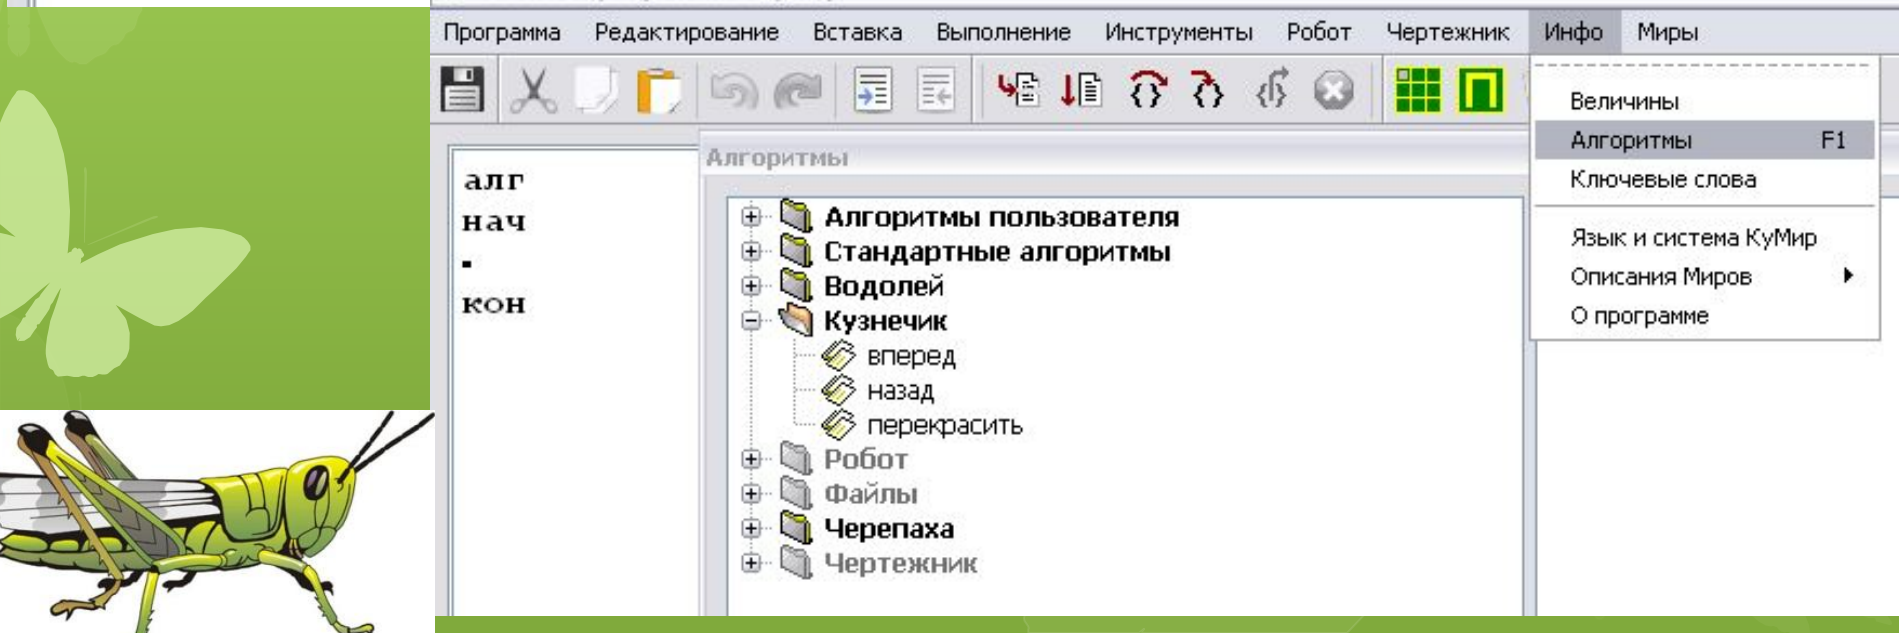 Программа Редактирование Вставка Выполнение Инструменты Робот Чертежник Инфо Миры
Величины
Алгоритмы F1
Ключевые слова
Язык и система КуМир
Описания Миров
О программе
алг
нач
кон
Алгоритмы
Алгоритмы пользователя
Стандартные алгоритмы
Водолей
Кузнечик
вперед
назад
перекрасить
Робот
Файлы
Черепаха
Чертежник